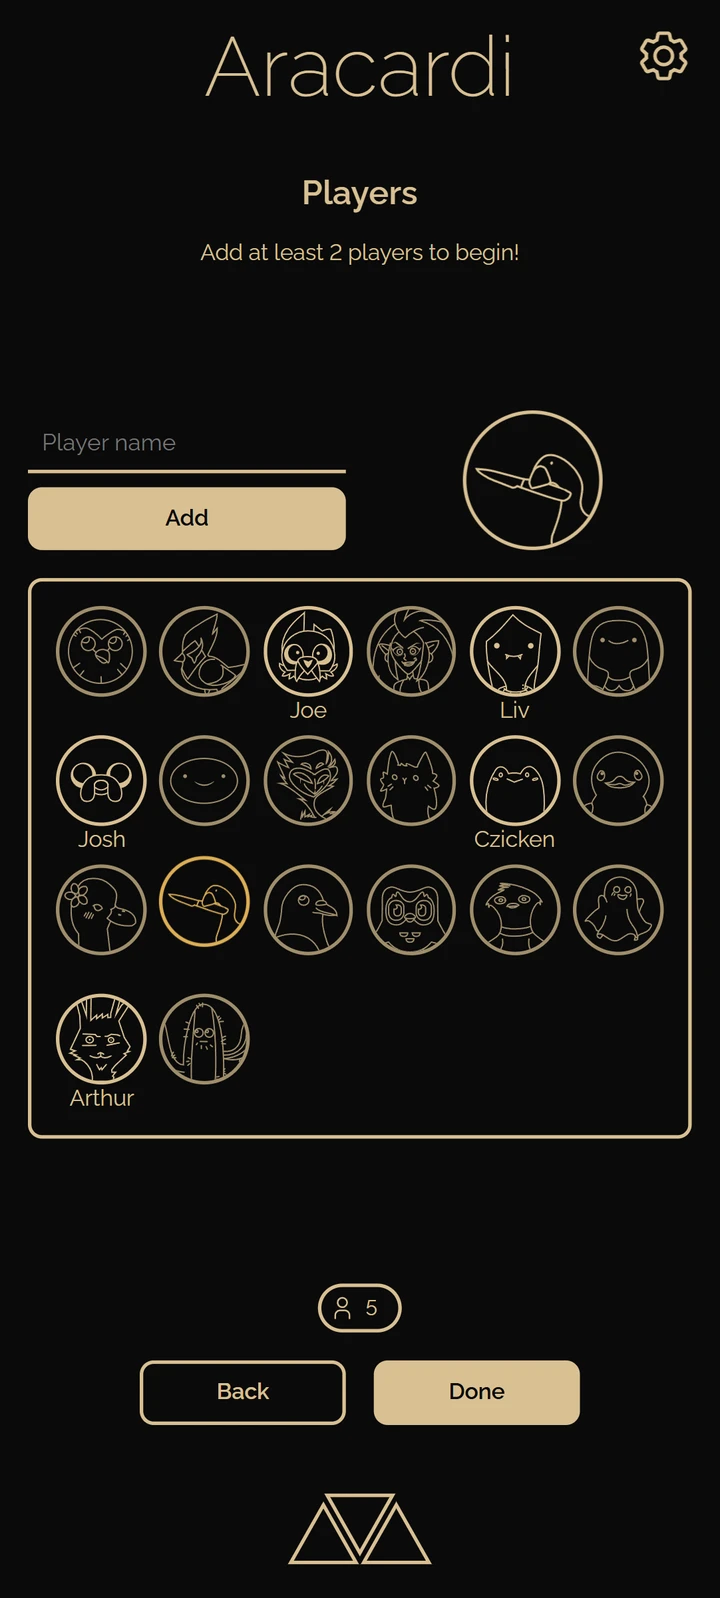 Aracardi
Players
Add at least 2 players to begin!
Player name
Add
Joe
Liv
Josh
Czicken
Arthur
5
Back
Done